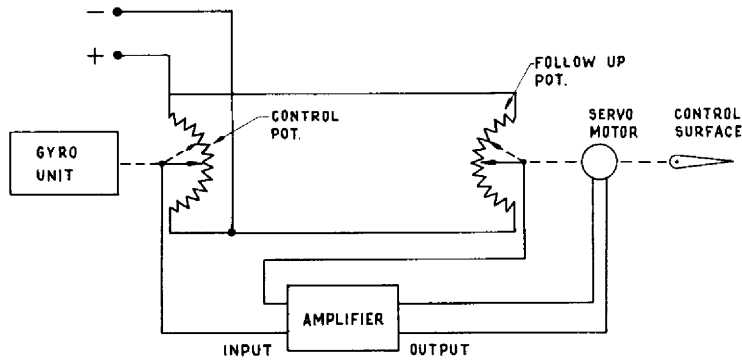 −
+
FOLLOW UP
POT.
CONTROL
POT.
SERVO
MOTOR
CONTROL
SURFACE
GYRO
UNIT
AMPLIFIER
INPUT
OUTPUT